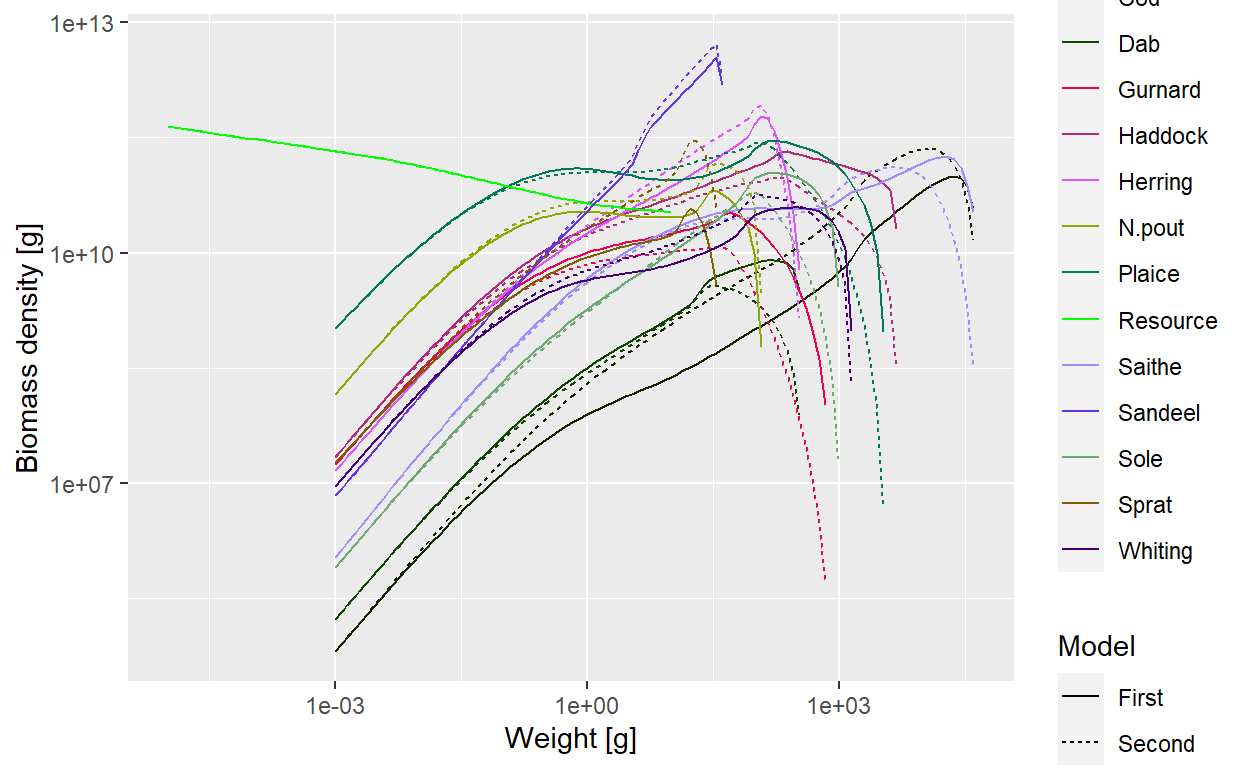 1e+13
1e+10
1e+07
Biomass density [g]
1e-03
1e+00
1e+03
Weight [g]
Cod
Dab
Gurnard
Haddock
Herring
N.pout
Plaice
Resource
Saithe
Sandeel
Sole
Sprat
Whiting
Model
First
Second